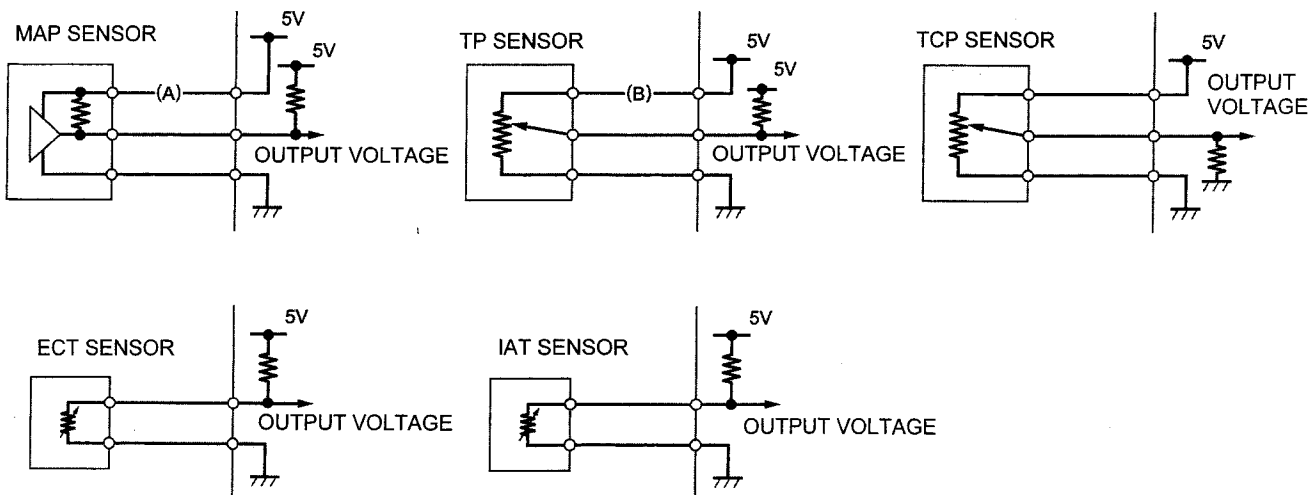 MAP SENSOR
5V
5V
(A)
OUTPUT VOLTAGE
TP SENSOR
5V
5V
(B)
OUTPUT VOLTAGE
TCP SENSOR
5V
OUTPUT
VOLTAGE
ECT SENSOR
5V
OUTPUT VOLTAGE
IAT SENSOR
5V
OUTPUT VOLTAGE